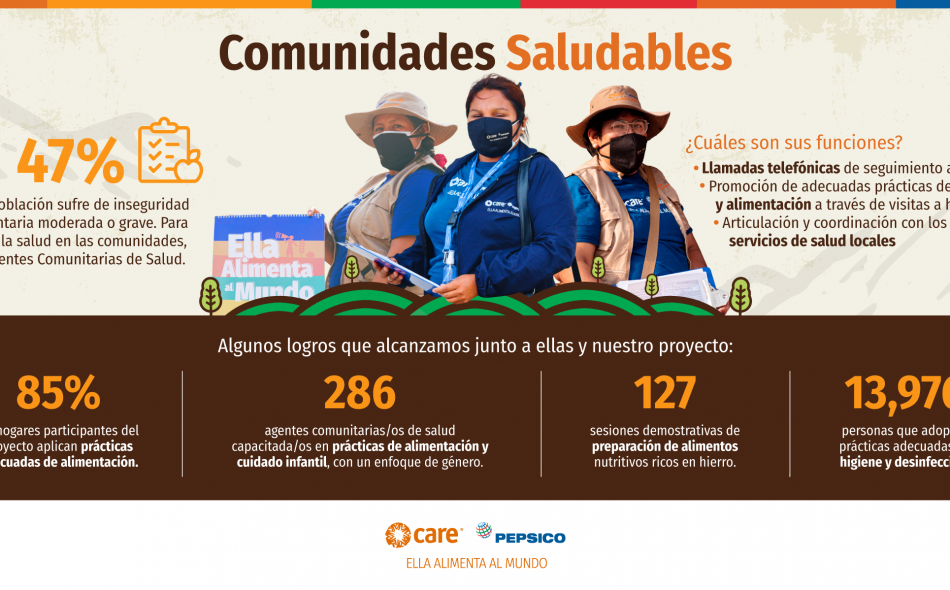 Comunidades Saludables
47%
oblación sufre de inseguridad
ntaria moderada o grave. Para
la salud en las comunidades,
entes Comunitarias de Salud.
¿Cuáles son sus funciones?
• Llamadas telefónicas de seguimiento a
• Promoción de adecuadas prácticas de
y alimentación a través de visitas a h
• Articulación y coordinación con los
servicios de salud locales
Ella
Alimenta
al Mundo
care
care
Algunos logros que alcanzamos junto a ellas y nuestro proyecto:
85%
hogares participantes del
oyecto aplican prácticas
cuadas de alimentación.
286
agentes comunitarias/os de salud
capacitada/os en prácticas de alimentación y
cuidado infantil, con un enfoque de género.
127
sesiones demostrativas de
preparación de alimentos
nutritivos ricos en hierro.
13,970
personas que adop
prácticas adecuadas
higiene y desinfecc
care PEPSICO
ELLA ALIMENTA AL MUNDO